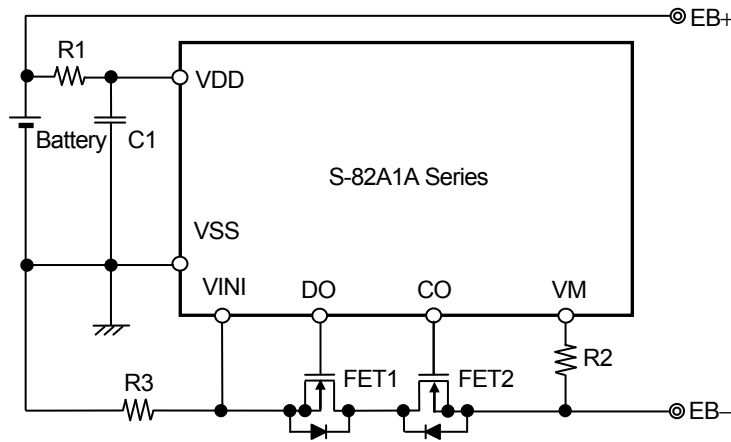 EB+
R1
VDD
Battery
C1
S-82A1A Series
VSS
VINI
DO
CO
VM
R2
R3
FET1
FET2
EB−